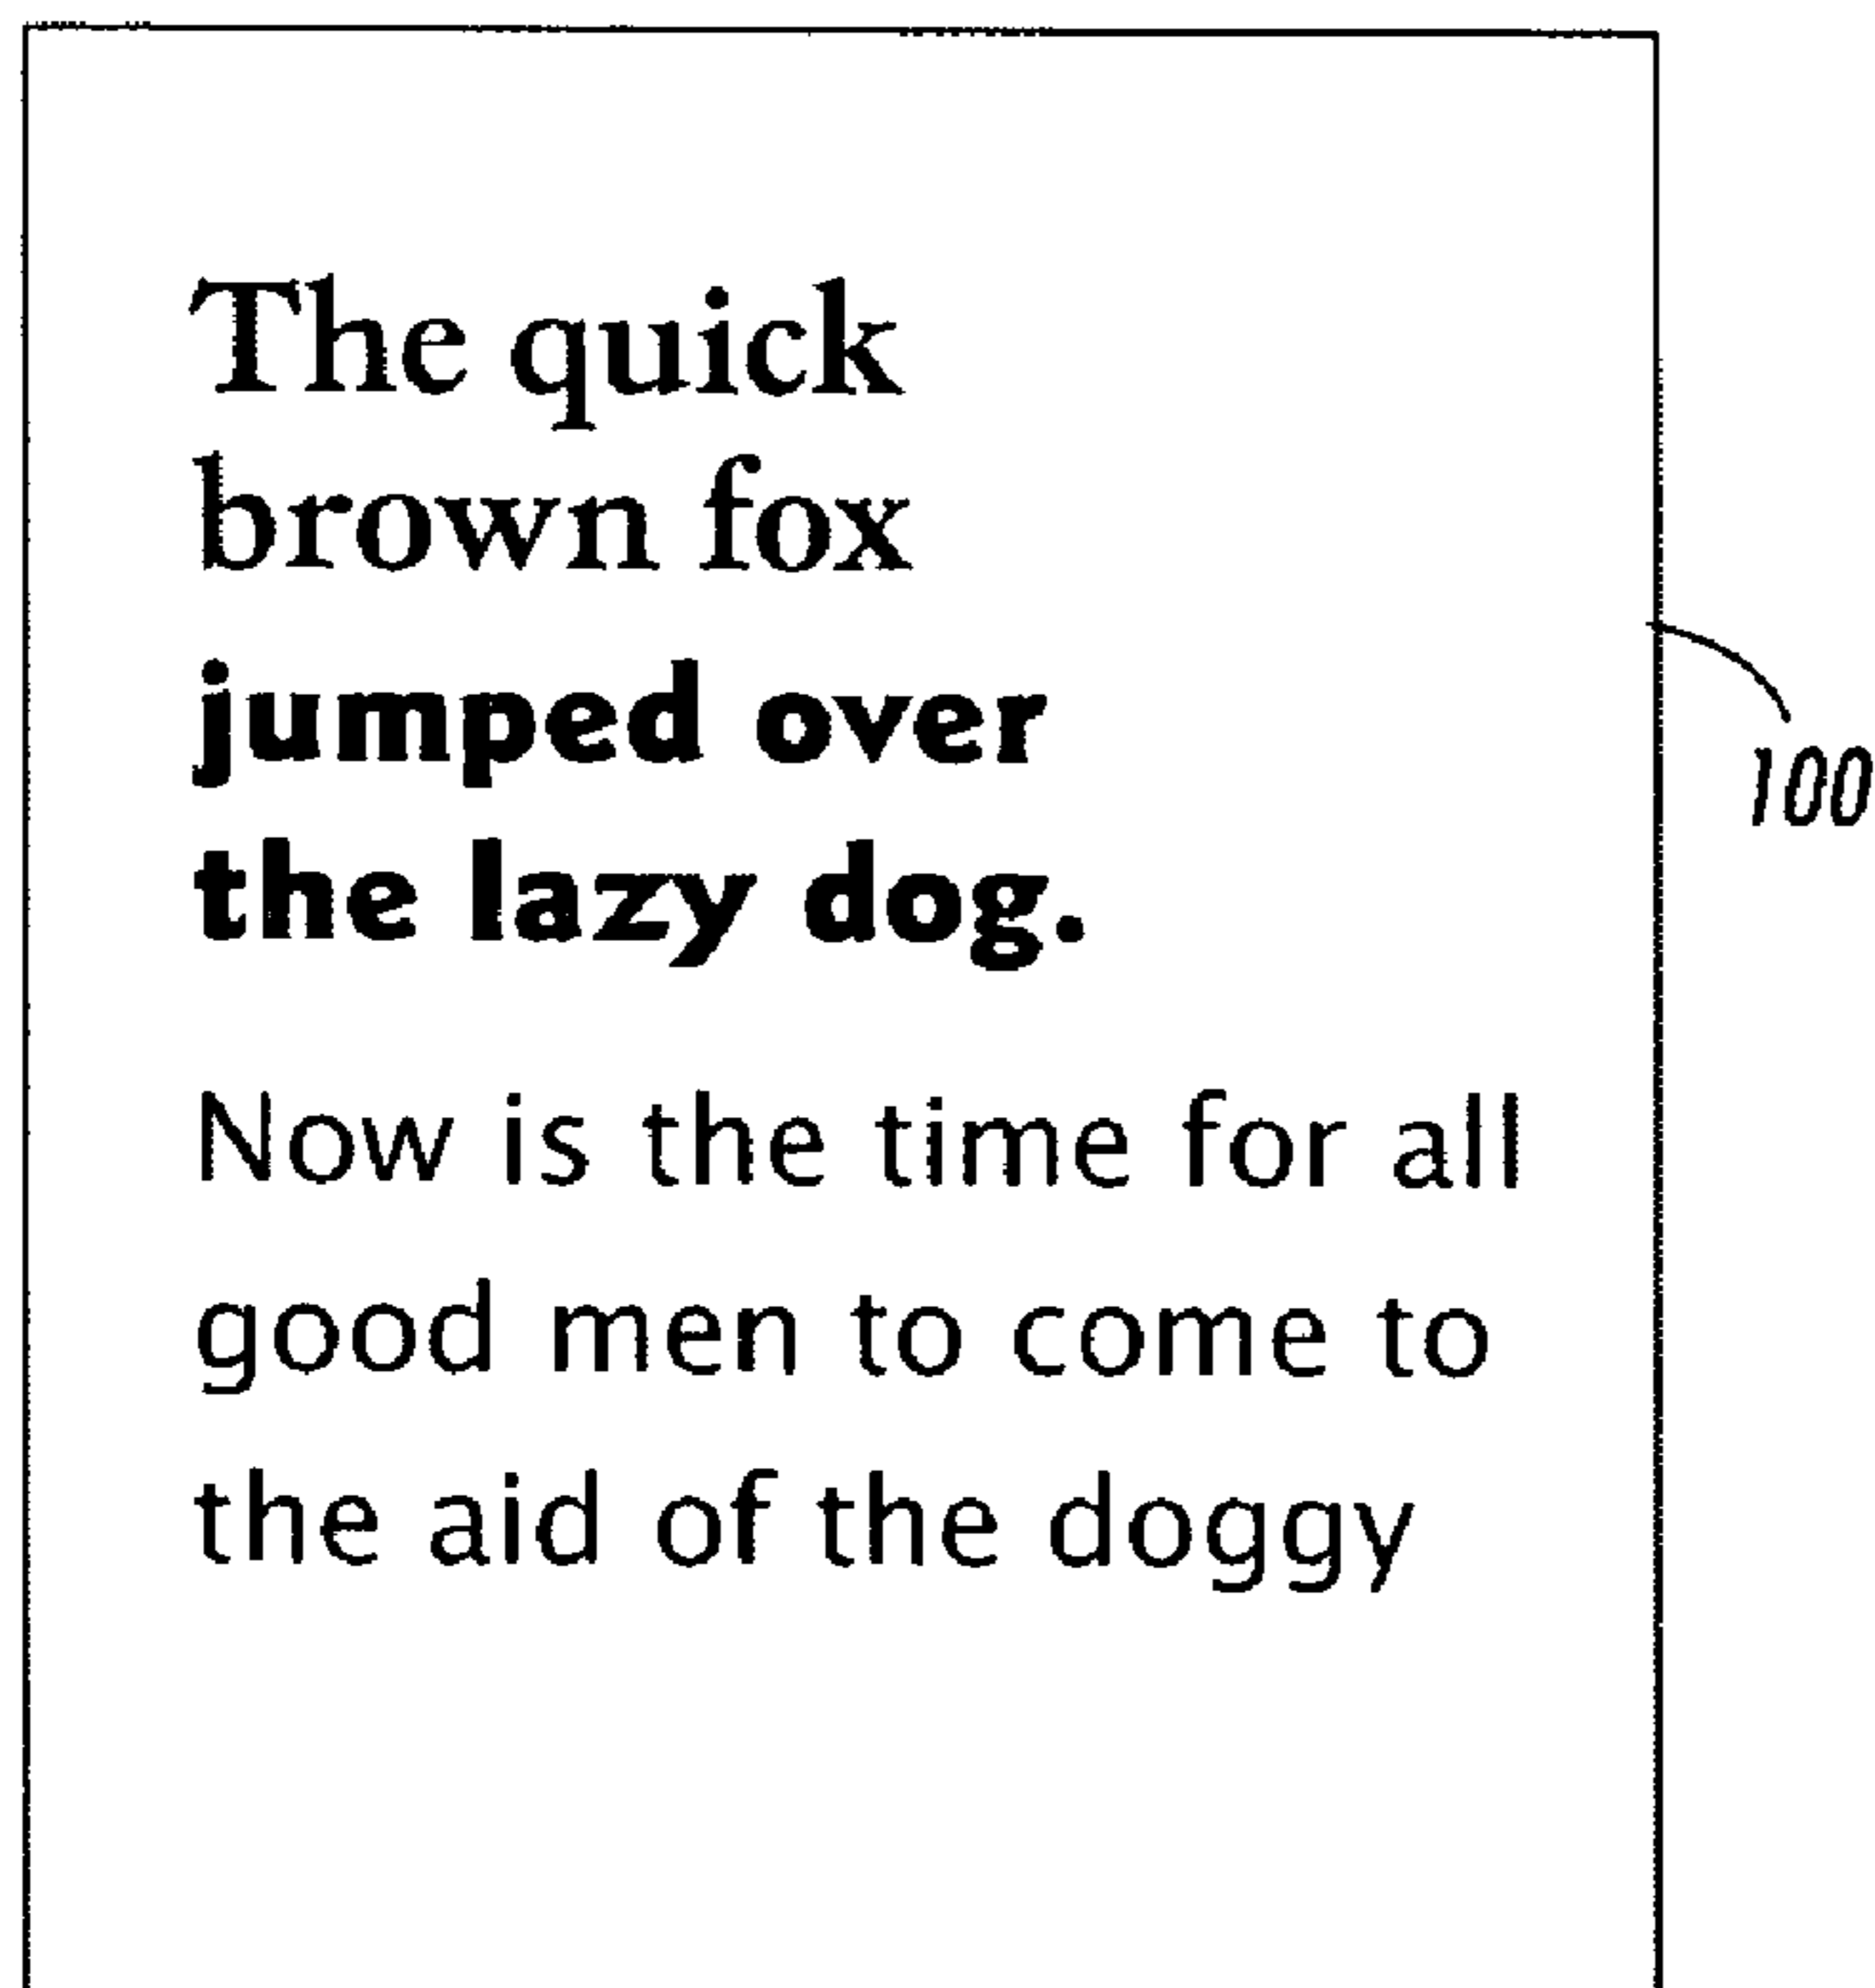 The quick
brown fox
jumped over
100
the lazy dog.
Now is the time for all
good men to come to
the aid of the doggy